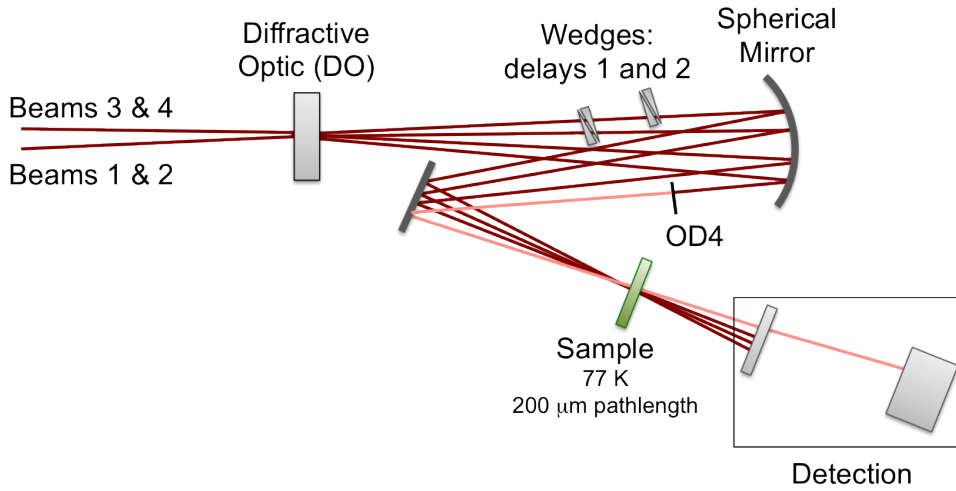 Diffractive
Optic (DO)
Wedges:
delays 1 and 2
Spherical
Mirror
Beams 3 & 4
Beams 1 & 2
OD4
Sample
77 K
200 μm pathlength
Detection